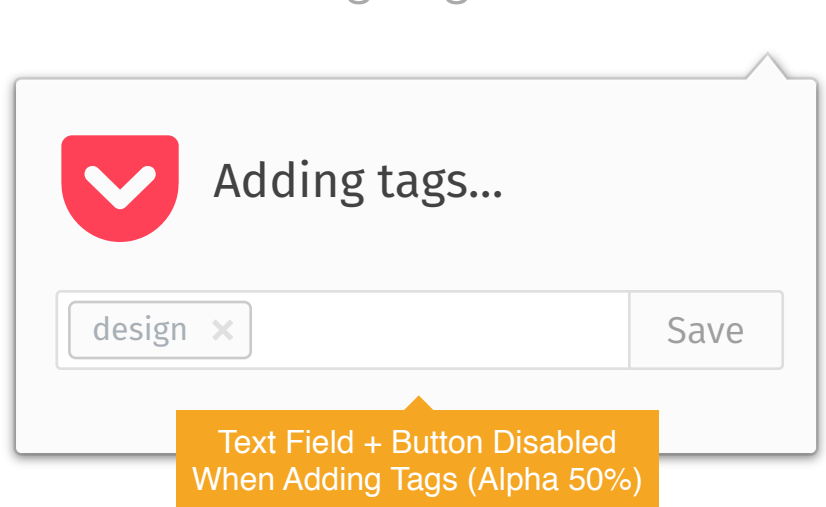 Adding tags...
design ×
Save
Text Field + Button Disabled
When Adding Tags (Alpha 50%)